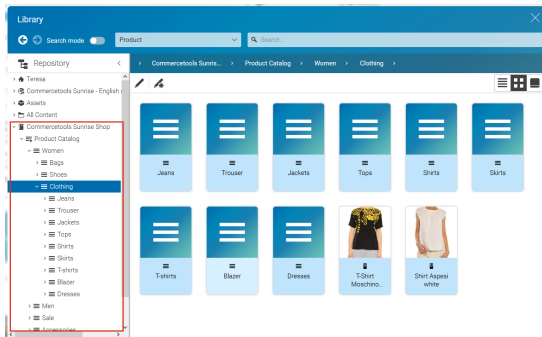 Library
Search mode
Product
Search...
Repository
Commercetools Sunris...
Product Catalog
Women
Clothing
Teresa
Commercetools Sunrise - English
Assets
All Content
Commercetools Sunrise Shop
Product Catalog
Women
Bags
Shoes
Clothing
Jeans
Trouser
Jackets
Tops
Shirts
Skirts
T-shirts
Blazer
Dresses
Men
Sale
Accessories
Jeans
Trouser
Jackets
Tops
Shirts
Skirts
T-shirts
Blazer
Dresses
T-Shirt
Moschino...
Shirt Aspesi
white